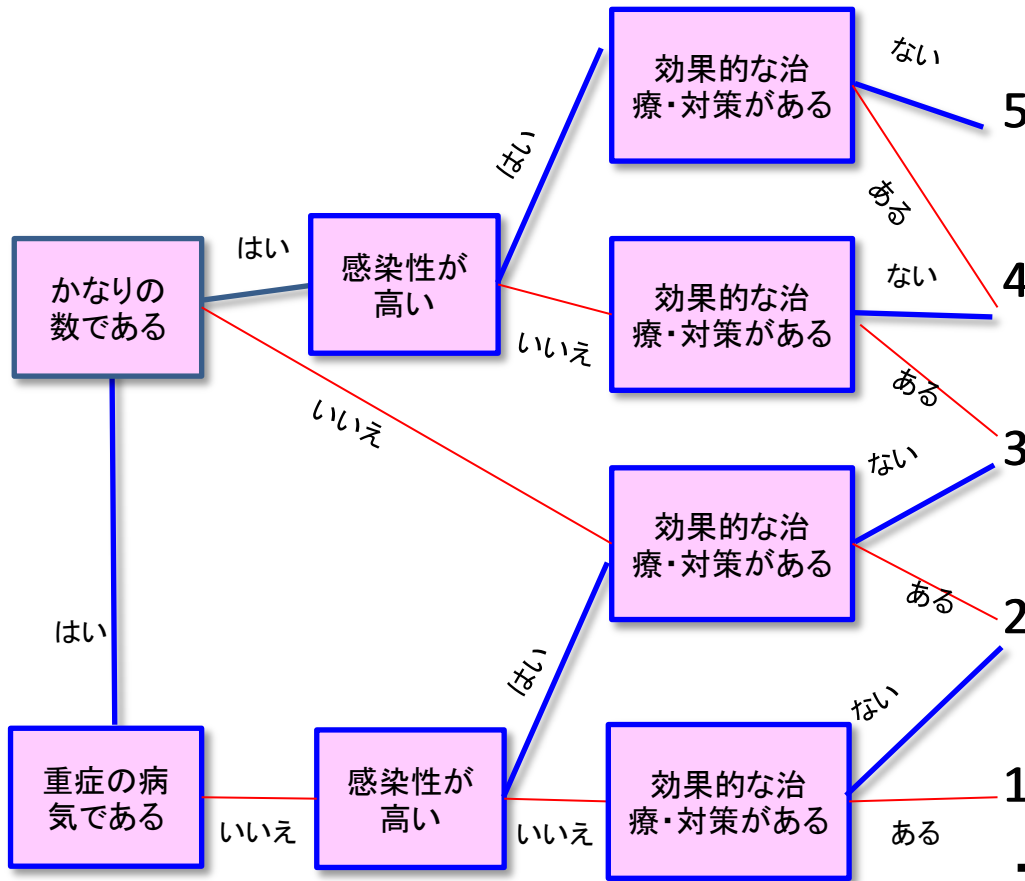 効果的な治
療・対策がある
ない
5
はい
ある
かなりの
数である
はい
感染性が
高い
いいえ
効果的な治
療・対策がある
ない
4
ある
いいえ
効果的な治
療・対策がある
ない
3
ある
はい
はい
2
重症の病
気である
いいえ
感染性が
高い
いいえ
効果的な治
療・対策がある
ない
ある
1